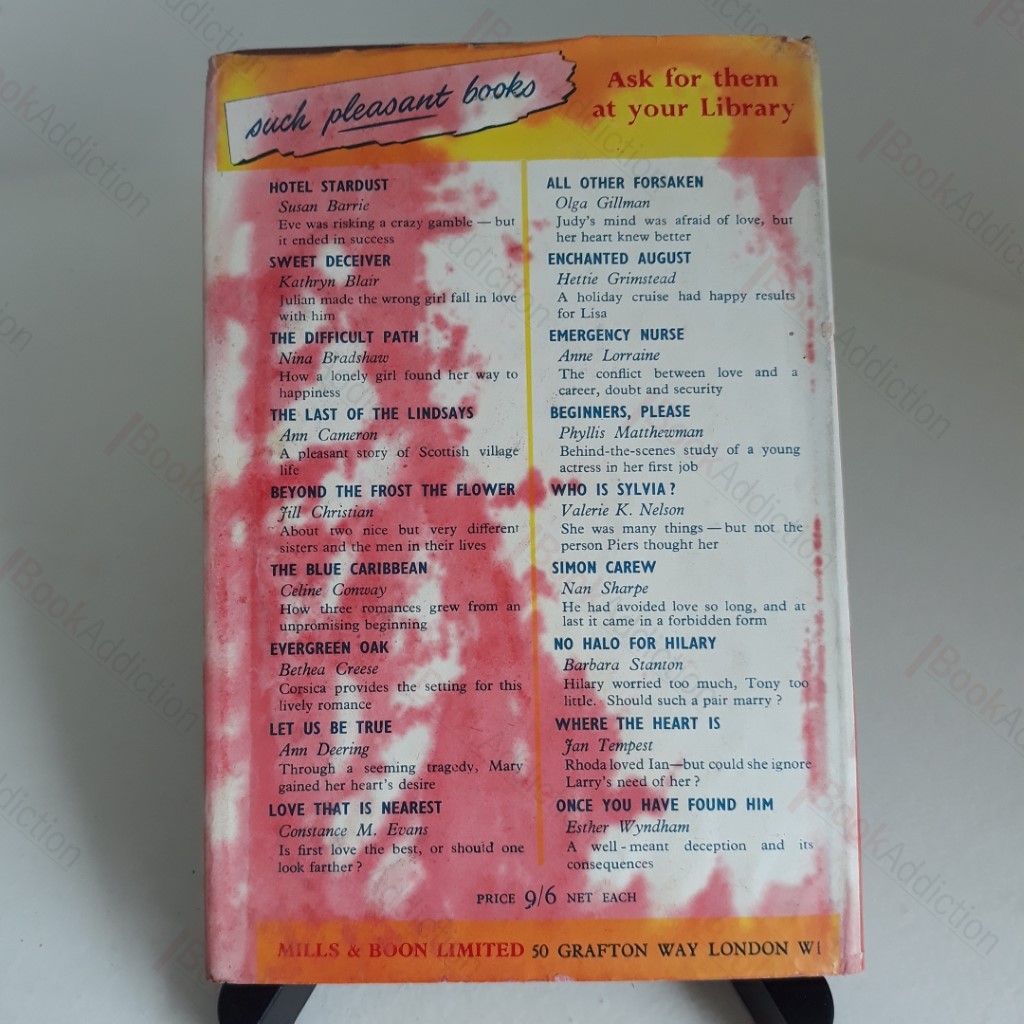 such pleasant books
Ask for them
at your Library
HOTEL STARDUST
Susan Barrie
Eve was risking a crazy gamble — but
it ended in success
SWEET DECEIVER
Kathryn Blair
Julian made the wrong girl fall in love
with him
THE DIFFICULT PATH
Nina Bradshaw
How a lonely girl found her way to
happiness
THE LAST OF THE LINDSAYS
Ann Cameron
A pleasant story of Scottish village
life
BEYOND THE FROST THE FLOWER
Jill Christian
About two nice but very different
sisters and the men in their lives
THE BLUE CARIBBEAN
Celine Conway
How three romances grew from an
unpromising beginning
EVERGREEN OAK
Bethea Creese
Corsica provides the setting for this
lively romance
LET US BE TRUE
Ann Deering
Through a seeming tragedy, Mary
gained her heart's desire
LOVE THAT IS NEAREST
Constance M. Evans
Is first love the best, or should one
look farther ?
ALL OTHER FORSAKEN
Olga Gillman
Judy's mind was afraid of love, but
her heart knew better
ENCHANTED AUGUST
Hettie Grimstead
A holiday cruise had happy results
for Lisa
EMERGENCY NURSE
Anne Lorraine
The conflict between love and a
career, doubt and security
BEGINNERS, PLEASE
Phyllis Matthewman
Behind-the-scenes study of a young
actress in her first job
WHO IS SYLVIA ?
Valerie K. Nelson
She was many things — but not the
person Piers thought her
SIMON CAREW
Nan Sharpe
He had avoided love so long, and at
last it came in a forbidden form
NO HALO FOR HILARY
Barbara Stanton
Hilary worried too much, Tony too
little. Should such a pair marry ?
WHERE THE HEART IS
Jan Tempest
Rhoda loved Ian—but could she ignore
Larry's need of her ?
ONCE YOU HAVE FOUND HIM
Esther Wyndham
A well-meant deception and its
consequences
PRICE 9/6 NET EACH
MILLS & BOON LIMITED 50 GRAFTON WAY LONDON W1
BookAddiction